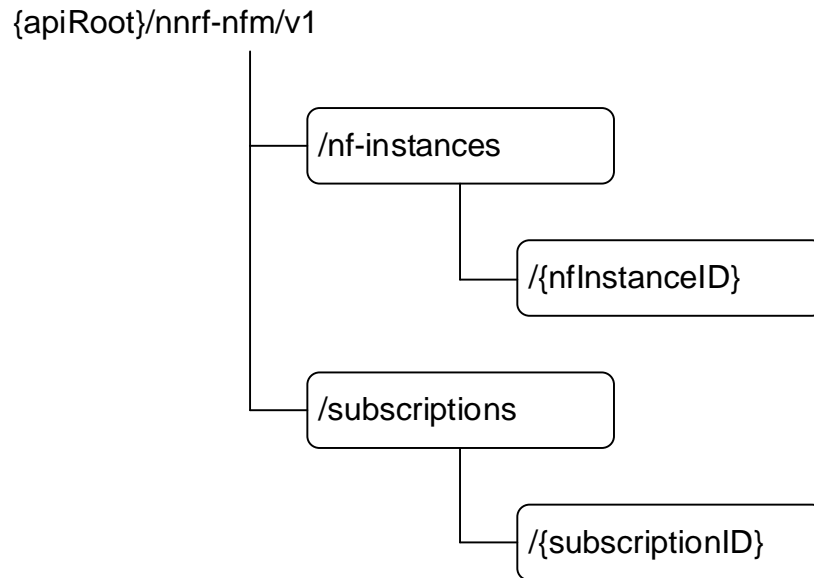 {apiRoot}/nnrf-nfm/v1
/nf-instances
/{nfInstanceID}
/subscriptions
/{subscriptionID}